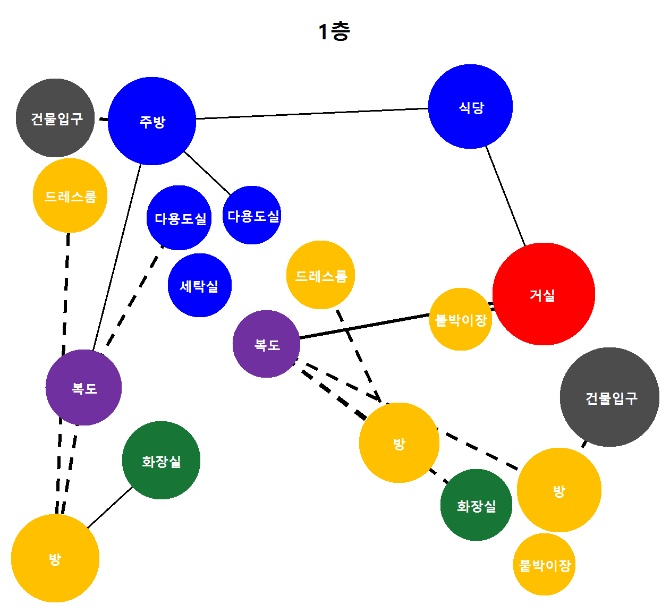 1층
건물입구
주방
식당
드레스룸
다용도실
다용도실
세탁실
드레스룸
거실
붙박이장
복도
복도
건물입구
방
화장실
방
화장실
방
방
붙박이장